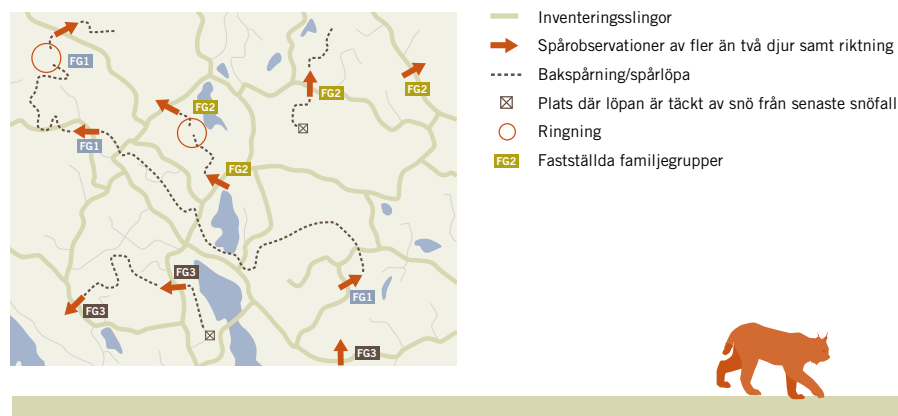 Inventeringsslingor
Spårobservationer av fler än två djur samt riktning
Bakspårning/spårlöpa
Plats där löpan är täckt av snö från senaste snöfall
Ringning
FG2 Fastställda familjegrupper
FG1
FG2
FG2
FG2
FG1
FG2
FG3
FG1
FG3
FG3